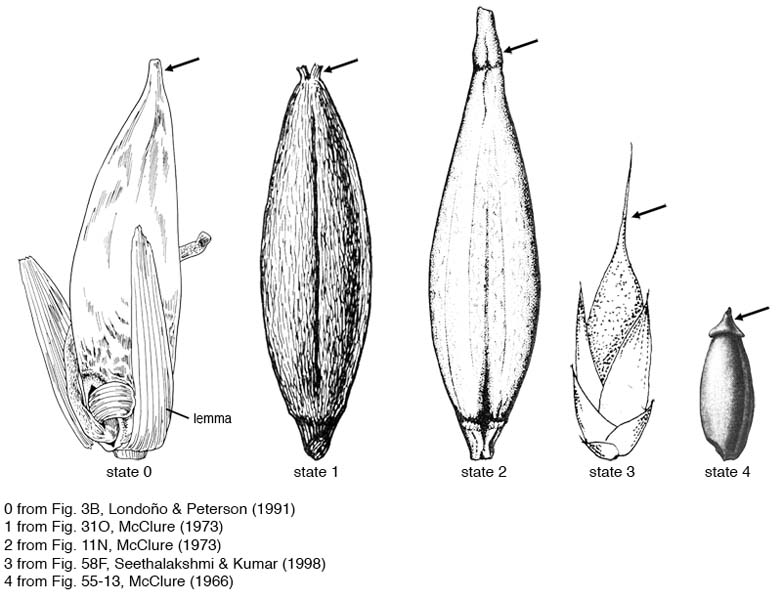 lemma
state 0 state 1 state 2 state 3 state 4
0 from Fig. 3B, Londoño & Peterson (1991)
1 from Fig. 31O, McClure (1973)
2 from Fig. 11N, McClure (1973)
3 from Fig. 58F, Seethalakshmi & Kumar (1998)
4 from Fig. 55-13, McClure (1966)